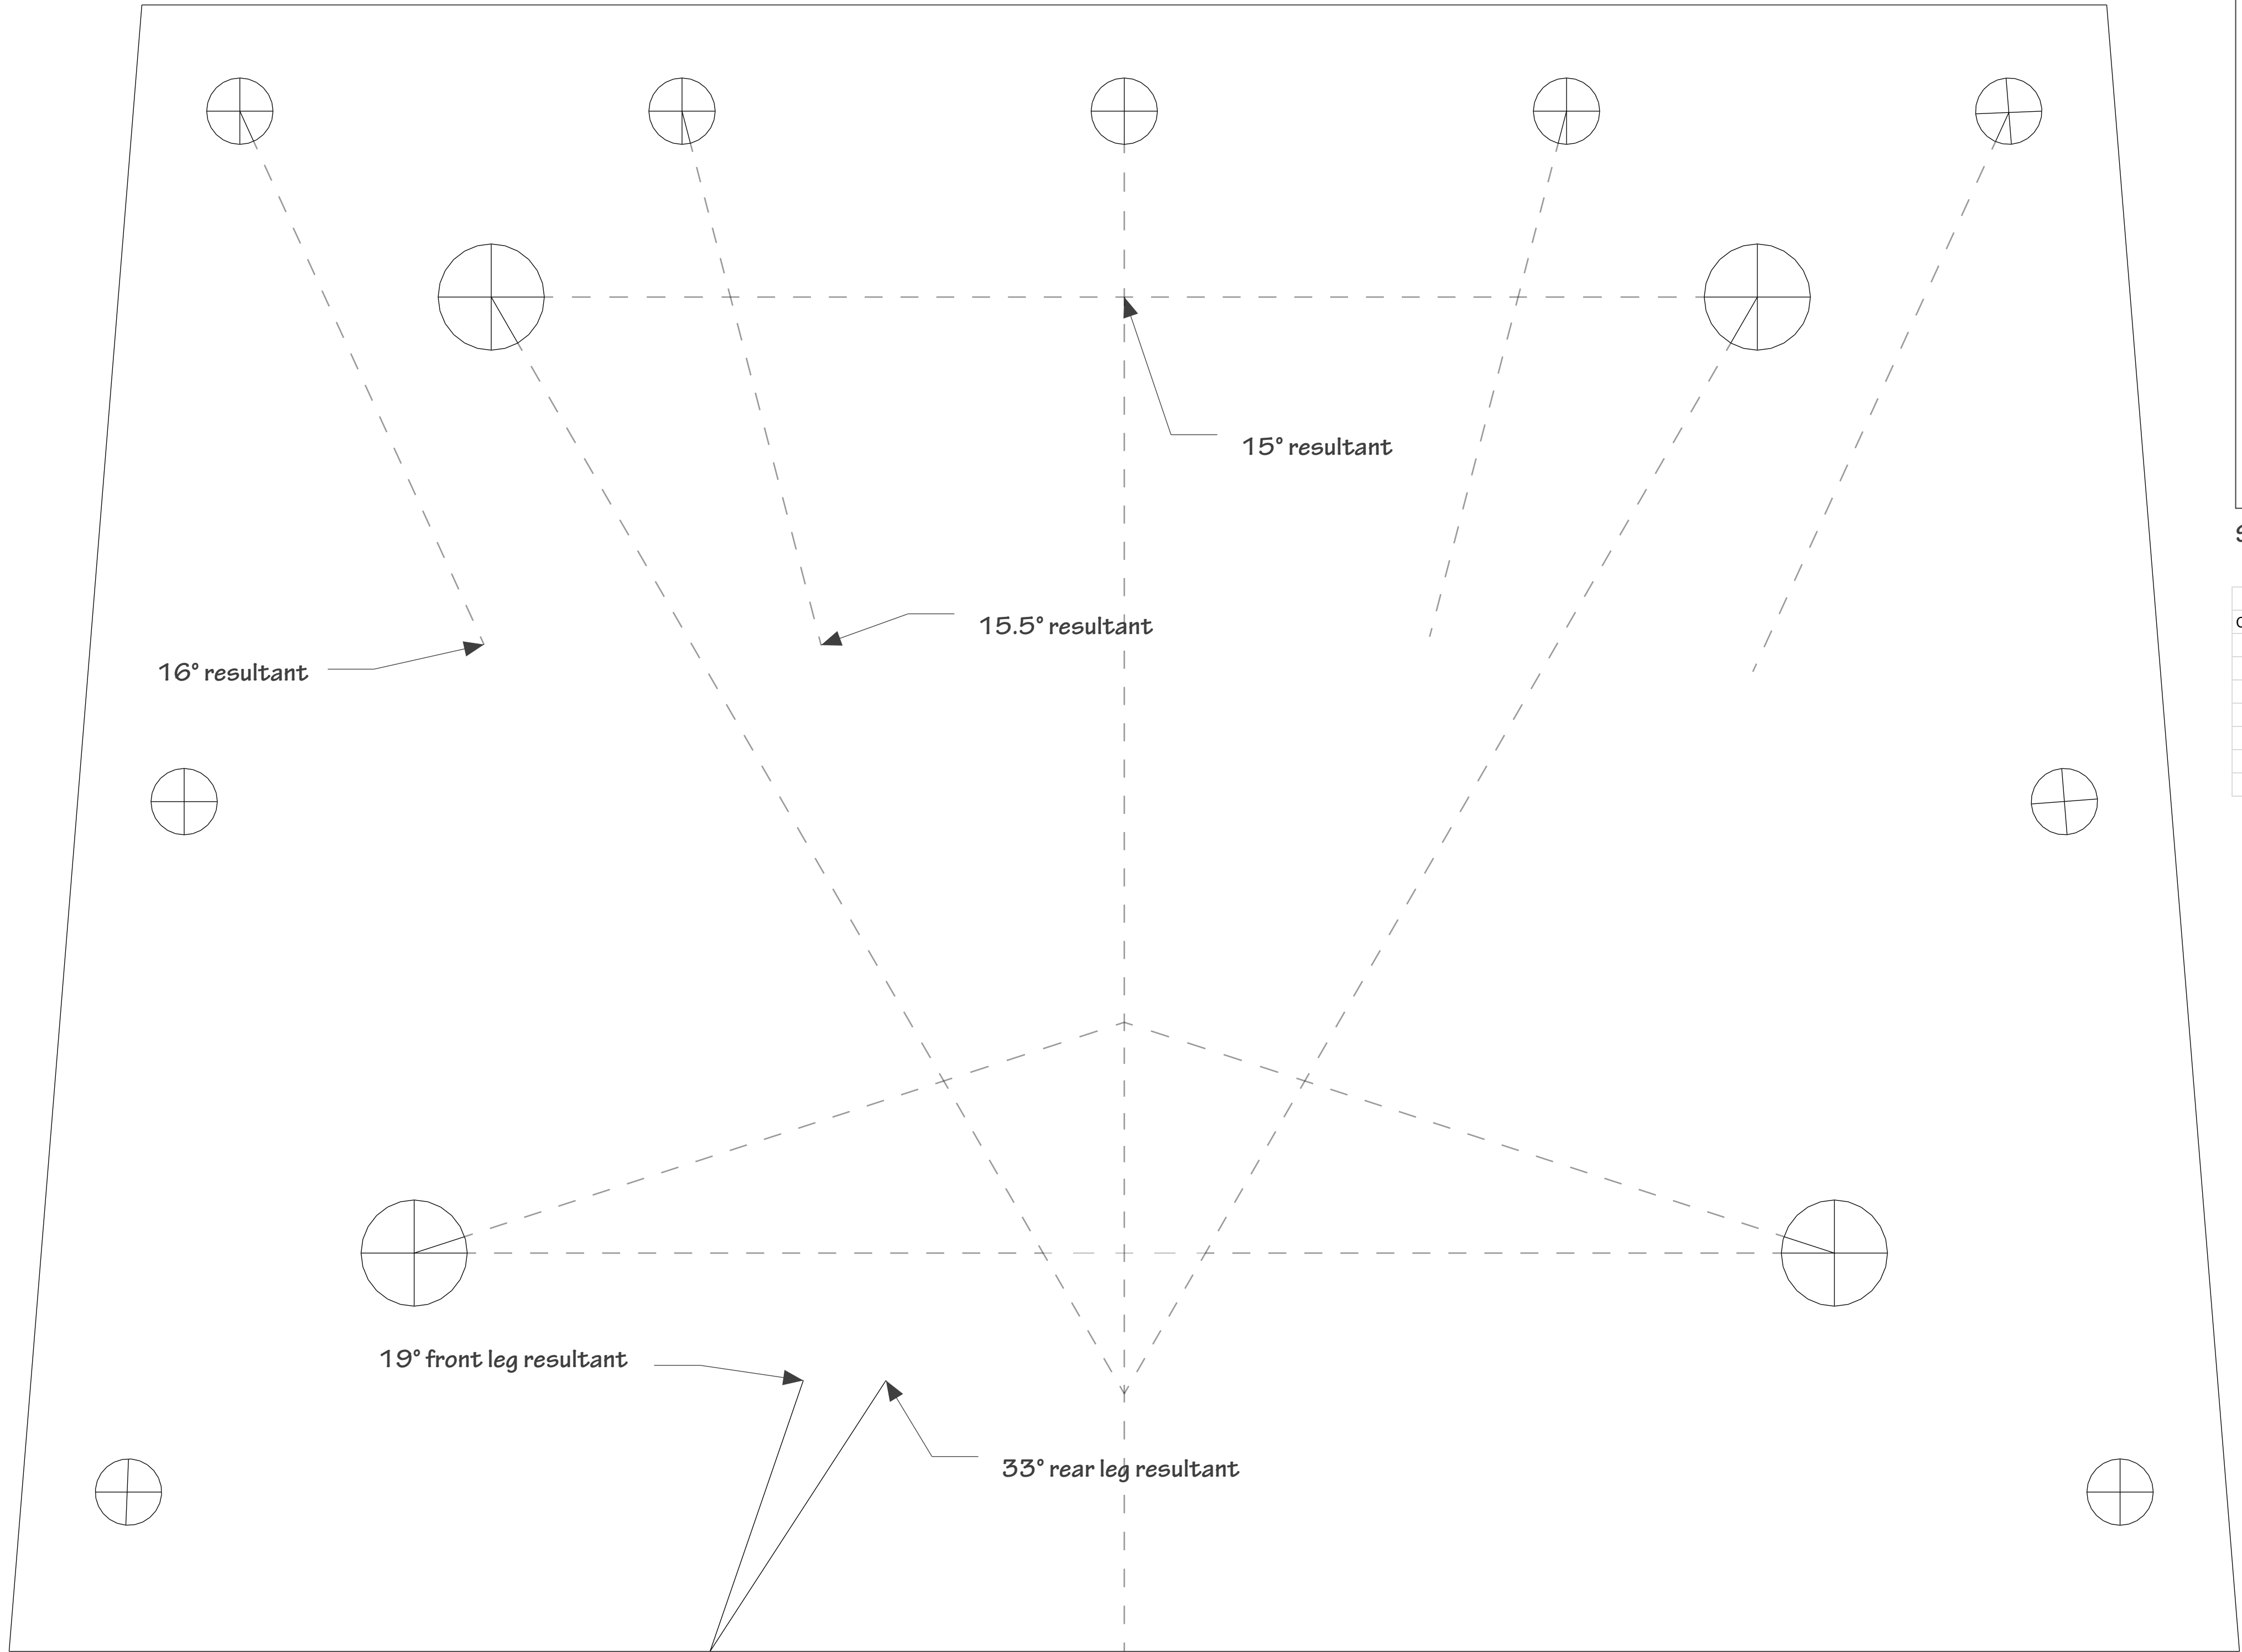 15° resultant
15.5° resultant
16° resultant
19° front leg resultant
33° rear leg resultant